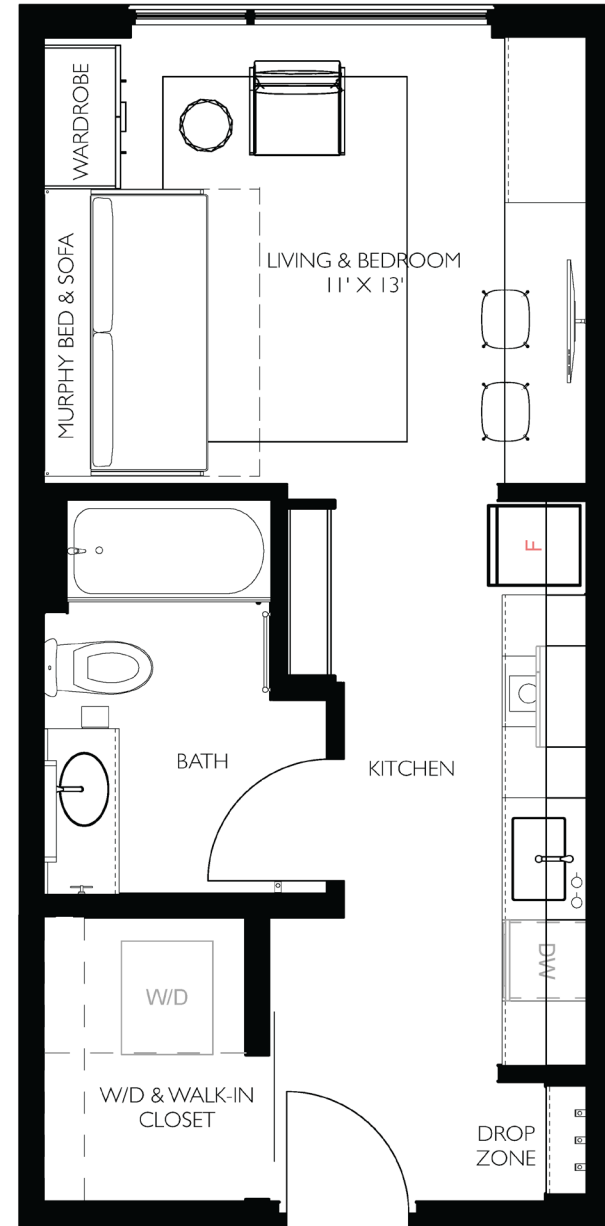 WARDROBE
MURPHY BED & SOFA
LIVING & BEDROOM
11' X 13'
F
BATH
KITCHEN
DW
W/D
W/D & WALK-IN
CLOSET
DROP
ZONE